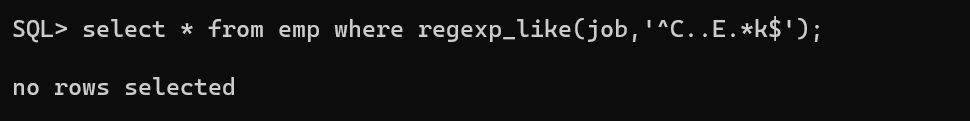 SQL> select * from emp where regexp_like(job,'^C..E.*k$');
no rows selected